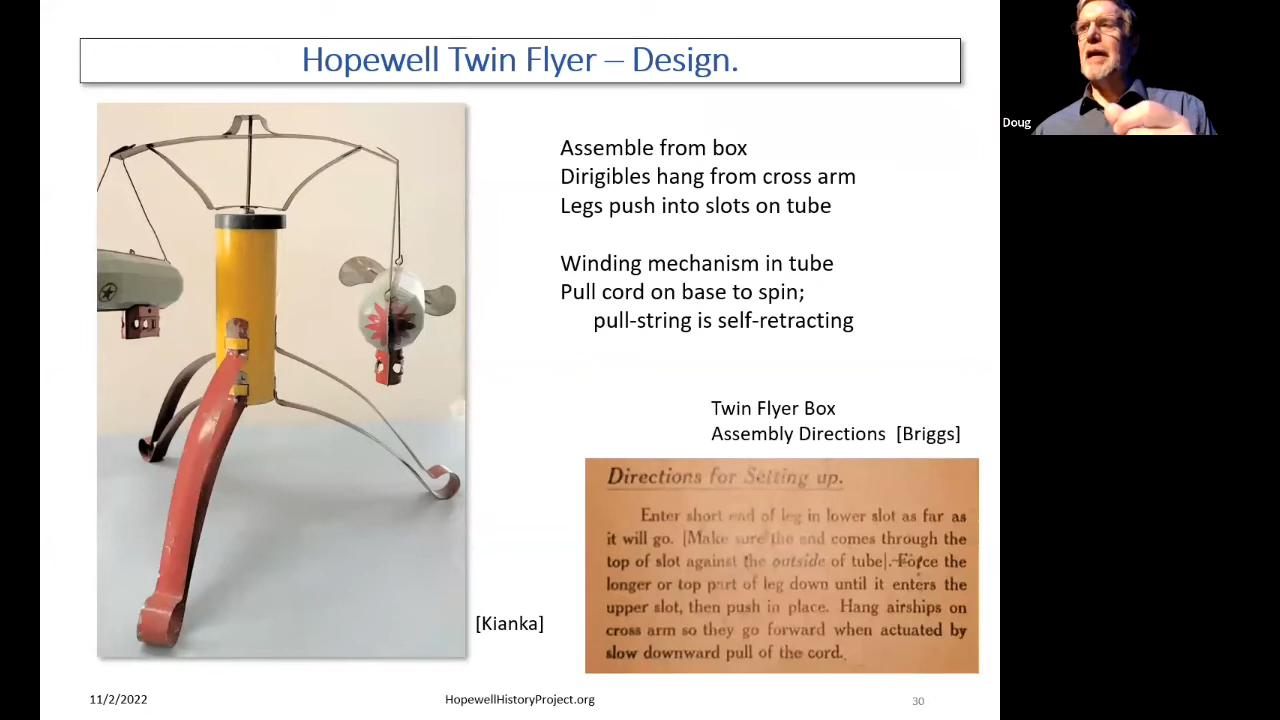 Hopewell Twin Flyer – Design.
Assemble from box
Dirigibles hang from cross arm
Legs push into slots on tube
Winding mechanism in tube
Pull cord on base to spin;
pull-string is self-retracting
Twin Flyer Box
Assembly Directions [Briggs]
Directions for Setting up.
Enter short end of leg in lower slot as far as
it will go. [Make sure the end comes through the
top of slot against the outside of tube].—Force the
longer or top part of leg down until it enters the
upper slot, then push in place. Hang airships on
cross arm so they go forward when actuated by
slow downward pull of the cord.
[Kianka]
11/2/2022
HopewellHistoryProject.org
30
Doug